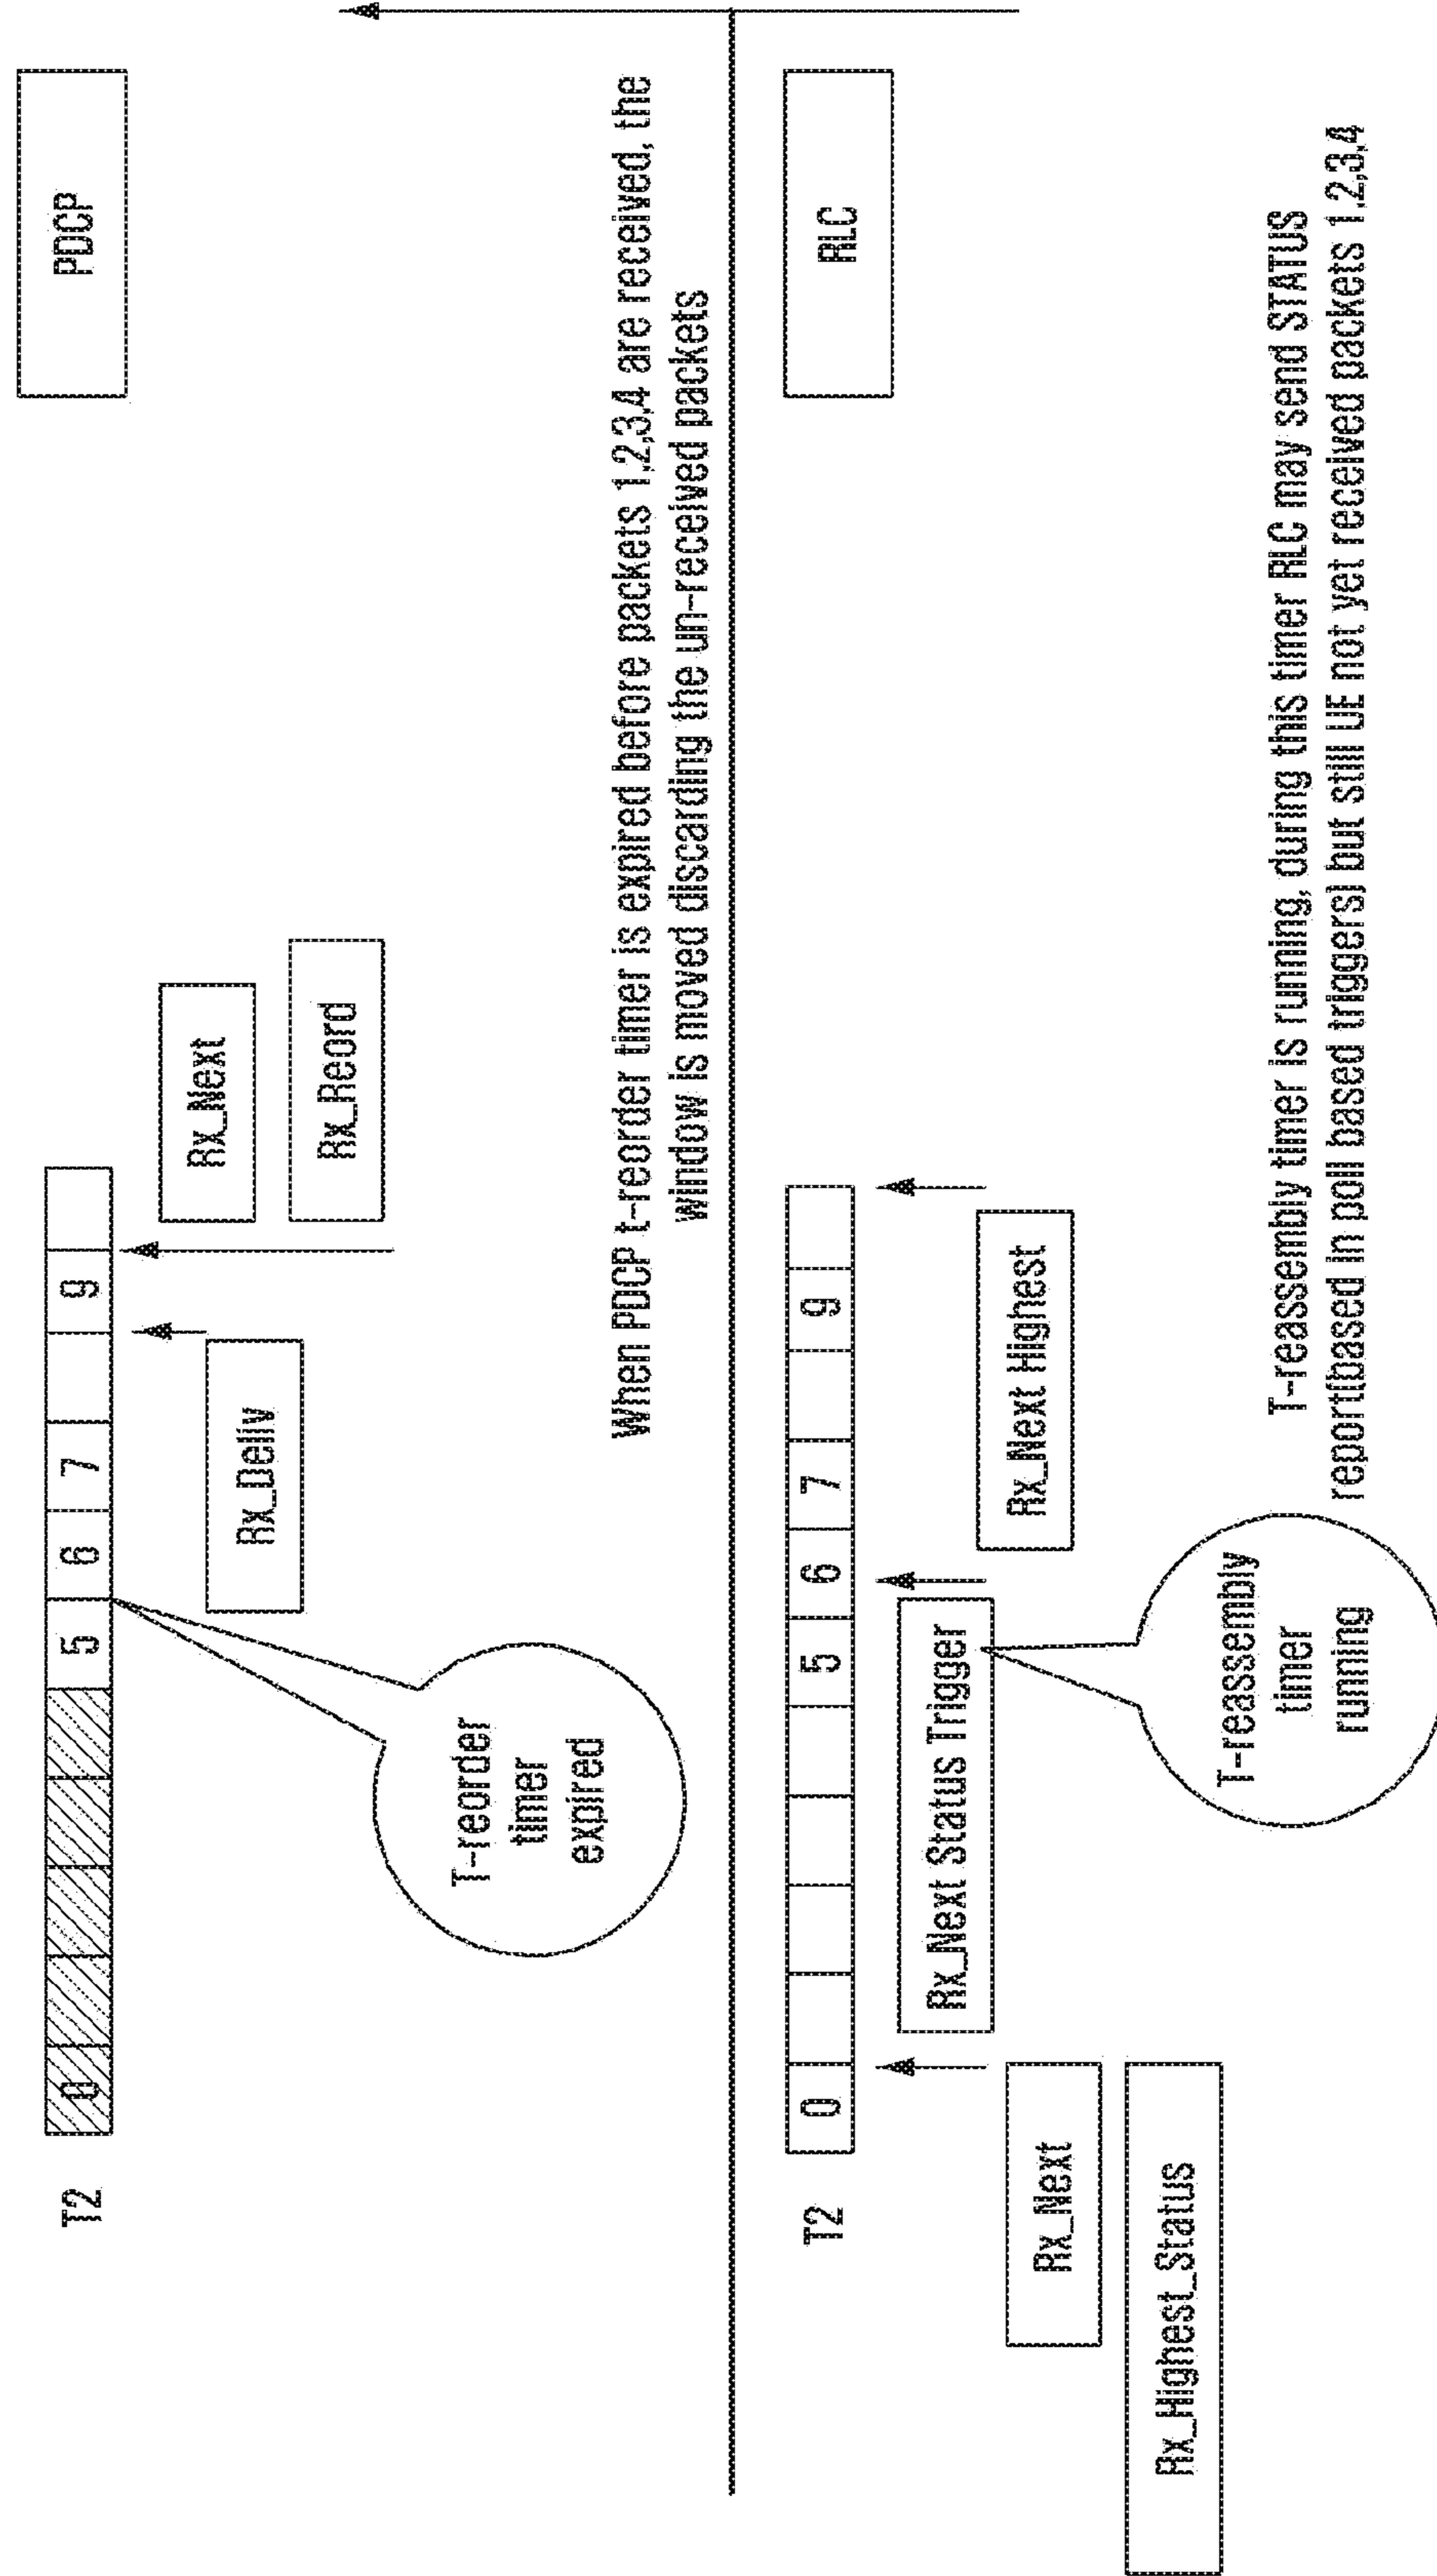 PDCP
T2
0 5 6 7 9
Rx_Deliv
Rx_Next
Rx_Reord
T-reorder
timer
expired
When PDCP t-reorder timer is expired before packets 1,2,3,4 are received, the
window is moved discarding the un-received packets
RLC
T2
0 5 6 7 9
Rx_Next
Rx_Highest_Status
Rx_Next Status Trigger
Rx_Next Highest
T-reassembly
timer
running
T-reassembly timer is running, during this timer RLC may send STATUS
report(based in poll based triggers) but still UE not yet received packets 1,2,3,4